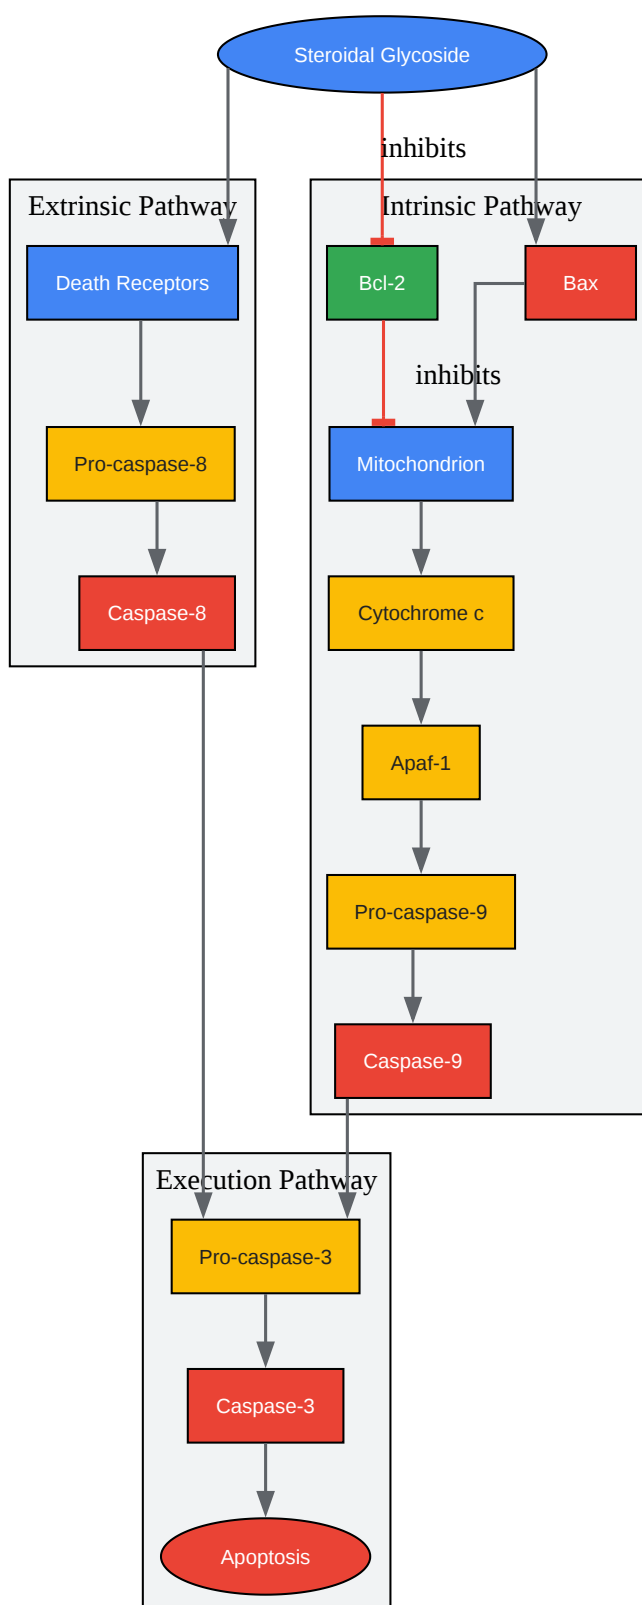 Steroidal Glycoside
inhibits
Extrinsic Pathway
Intrinsic Pathway
Death Receptors
Bcl-2
Bax
inhibits
Pro-caspase-8
Mitochondrion
Caspase-8
Cytochrome c
Apaf-1
Pro-caspase-9
Caspase-9
Execution Pathway
Pro-caspase-3
Caspase-3
Apoptosis